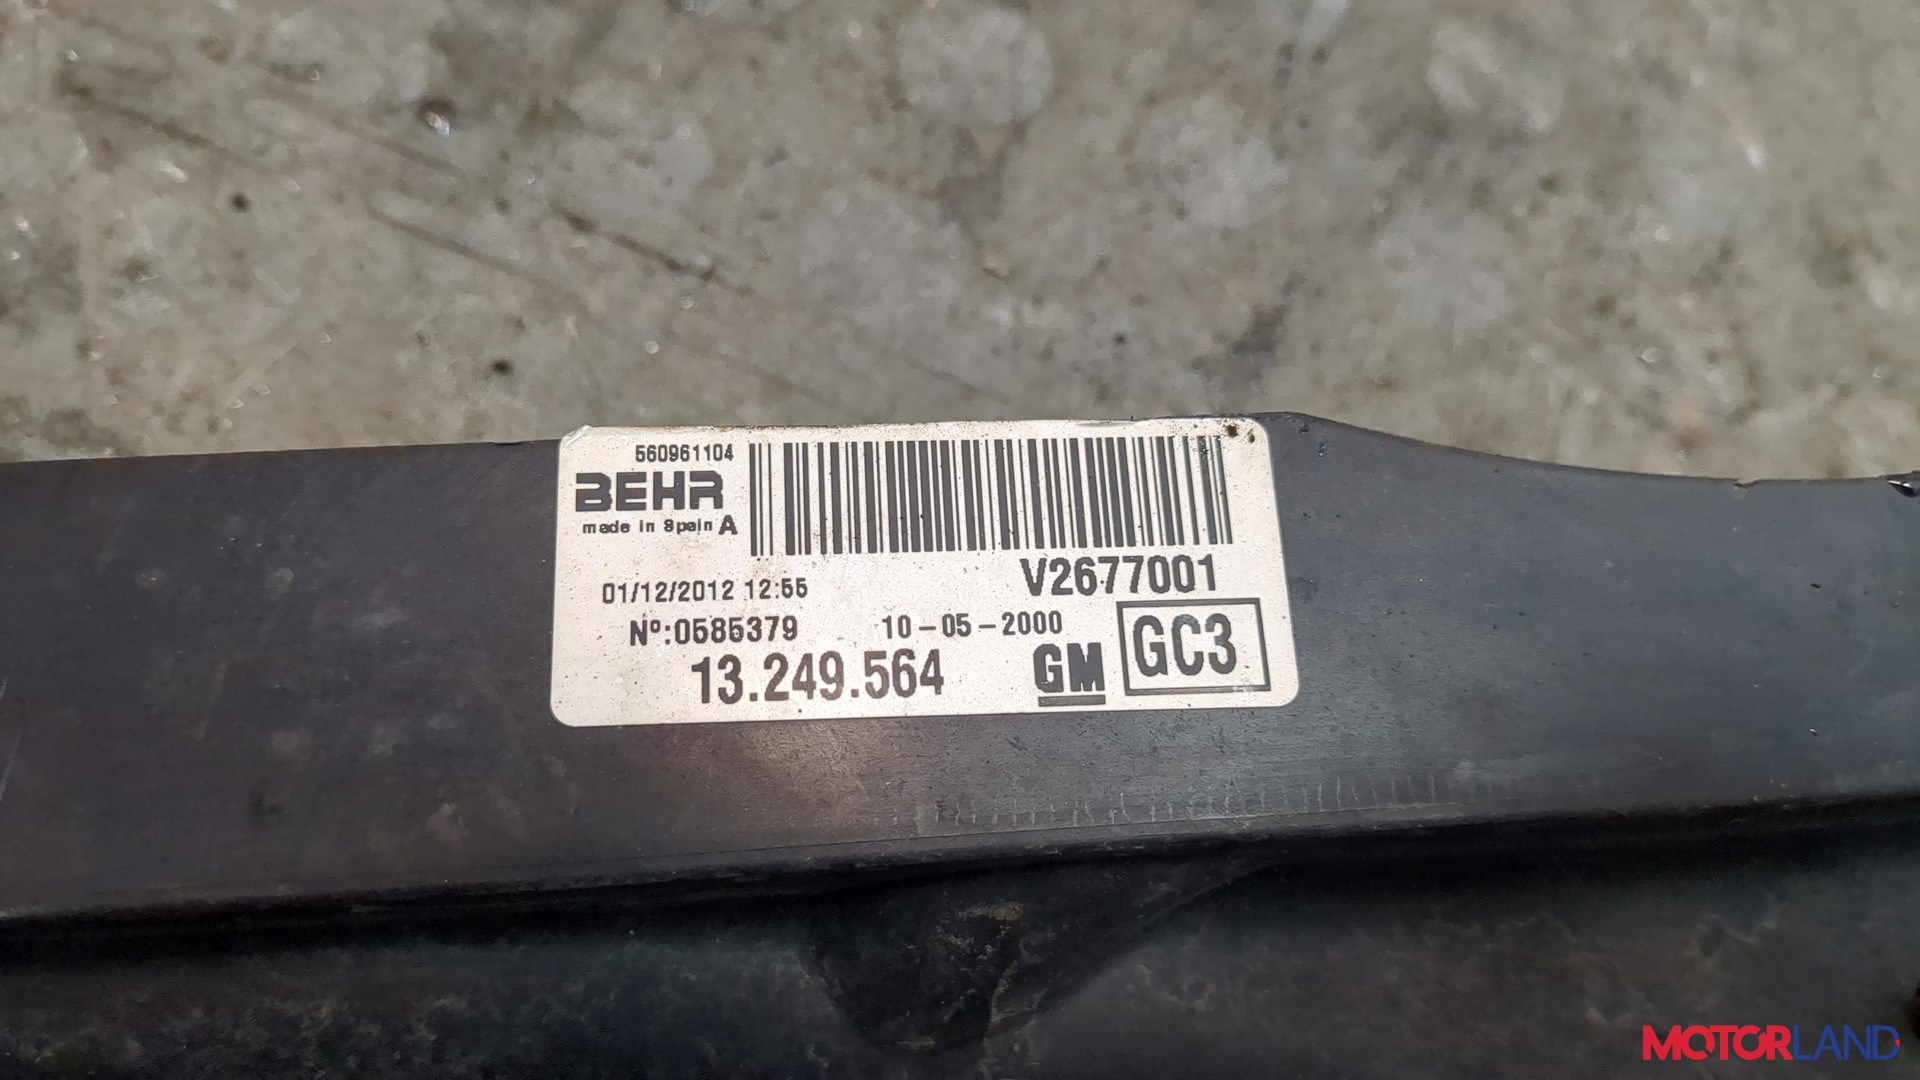 560961104
BEHR
made in Spain A
V2677001
01/12/2012 12:55
Nº:0585379 10-05-2000
13.249.564 GM GC3
MOTORLAND